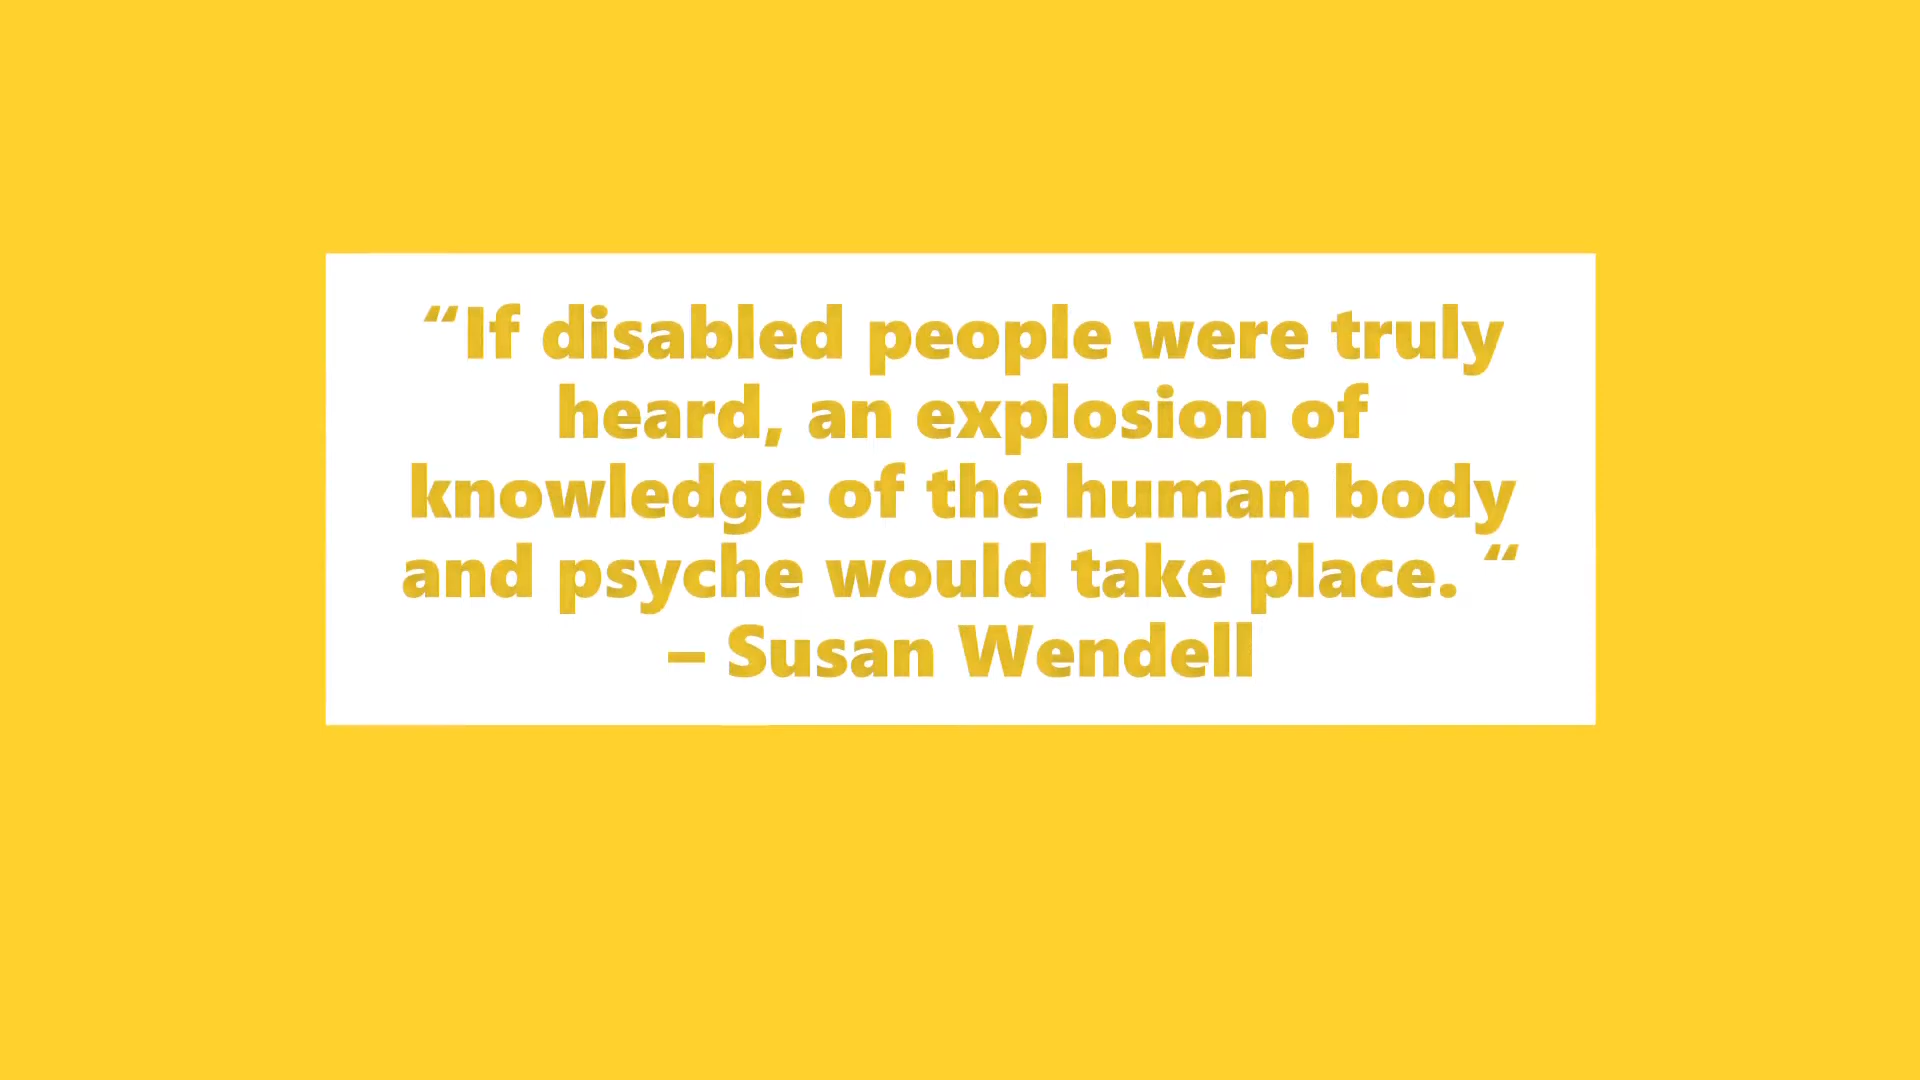 “If disabled people were truly
heard, an explosion of
knowledge of the human body
and psyche would take place. “
– Susan Wendell